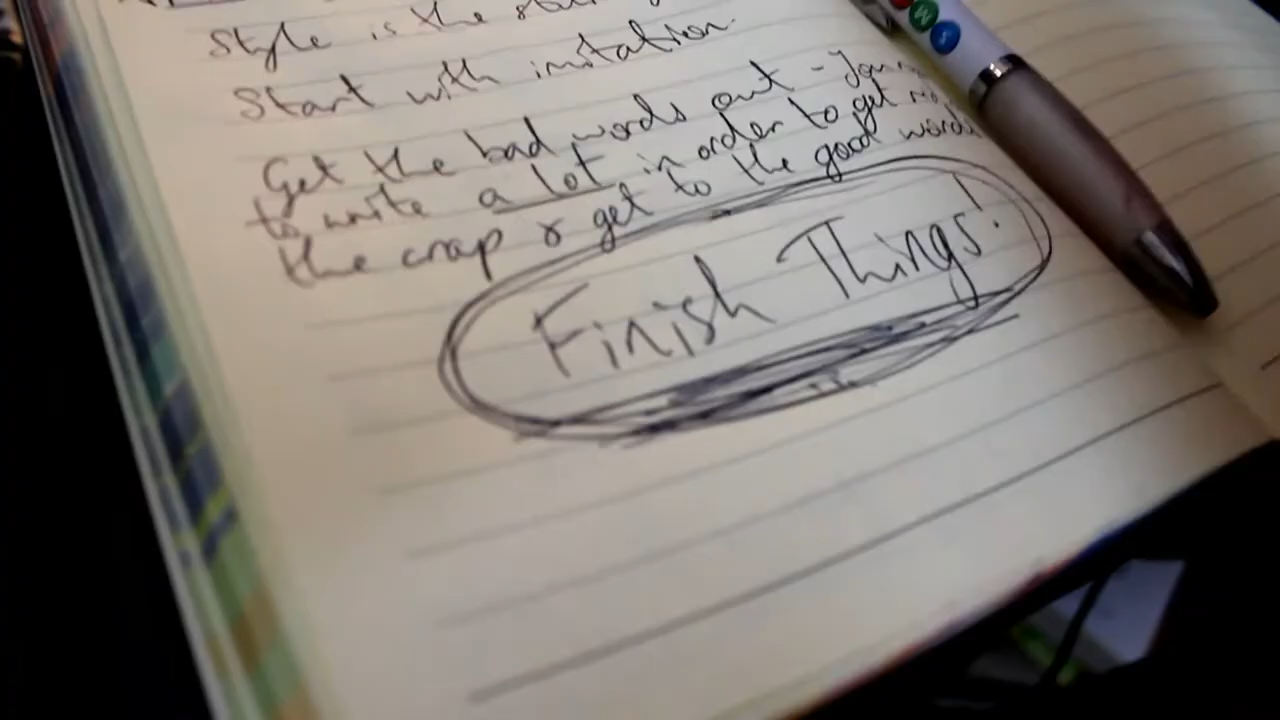 Style is the
Start with imitation.
Get the bad words out -
to write a lot in order to get
the crap & get to the good words
Finish Things!